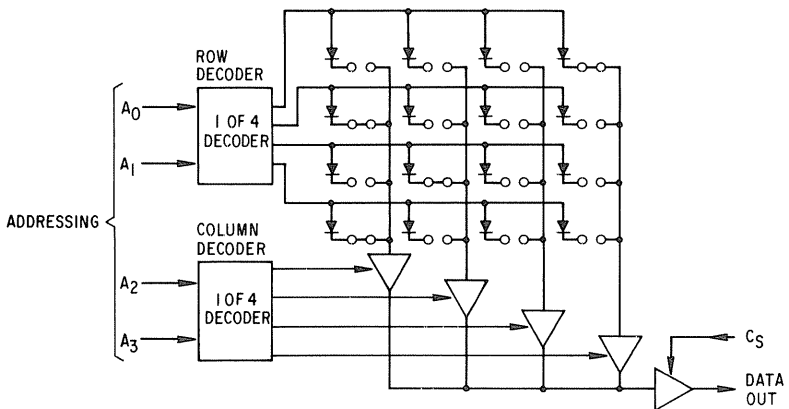 ROW
DECODER
A0
1 OF 4
DECODER
A1
ADDRESSING
COLUMN
DECODER
A2
1 OF 4
DECODER
A3
CS
DATA
OUT